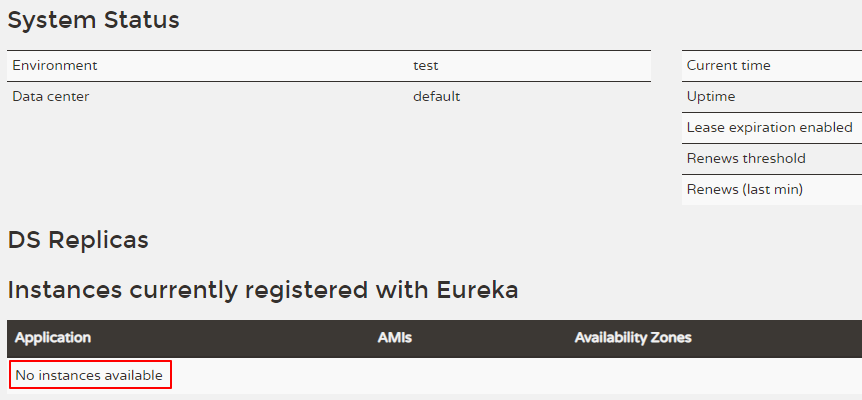 System Status
Environment test
Data center default
Current time
Uptime
Lease expiration enabled
Renews threshold
Renews (last min)
DS Replicas
Instances currently registered with Eureka
Application AMIs Availability Zones
No instances available